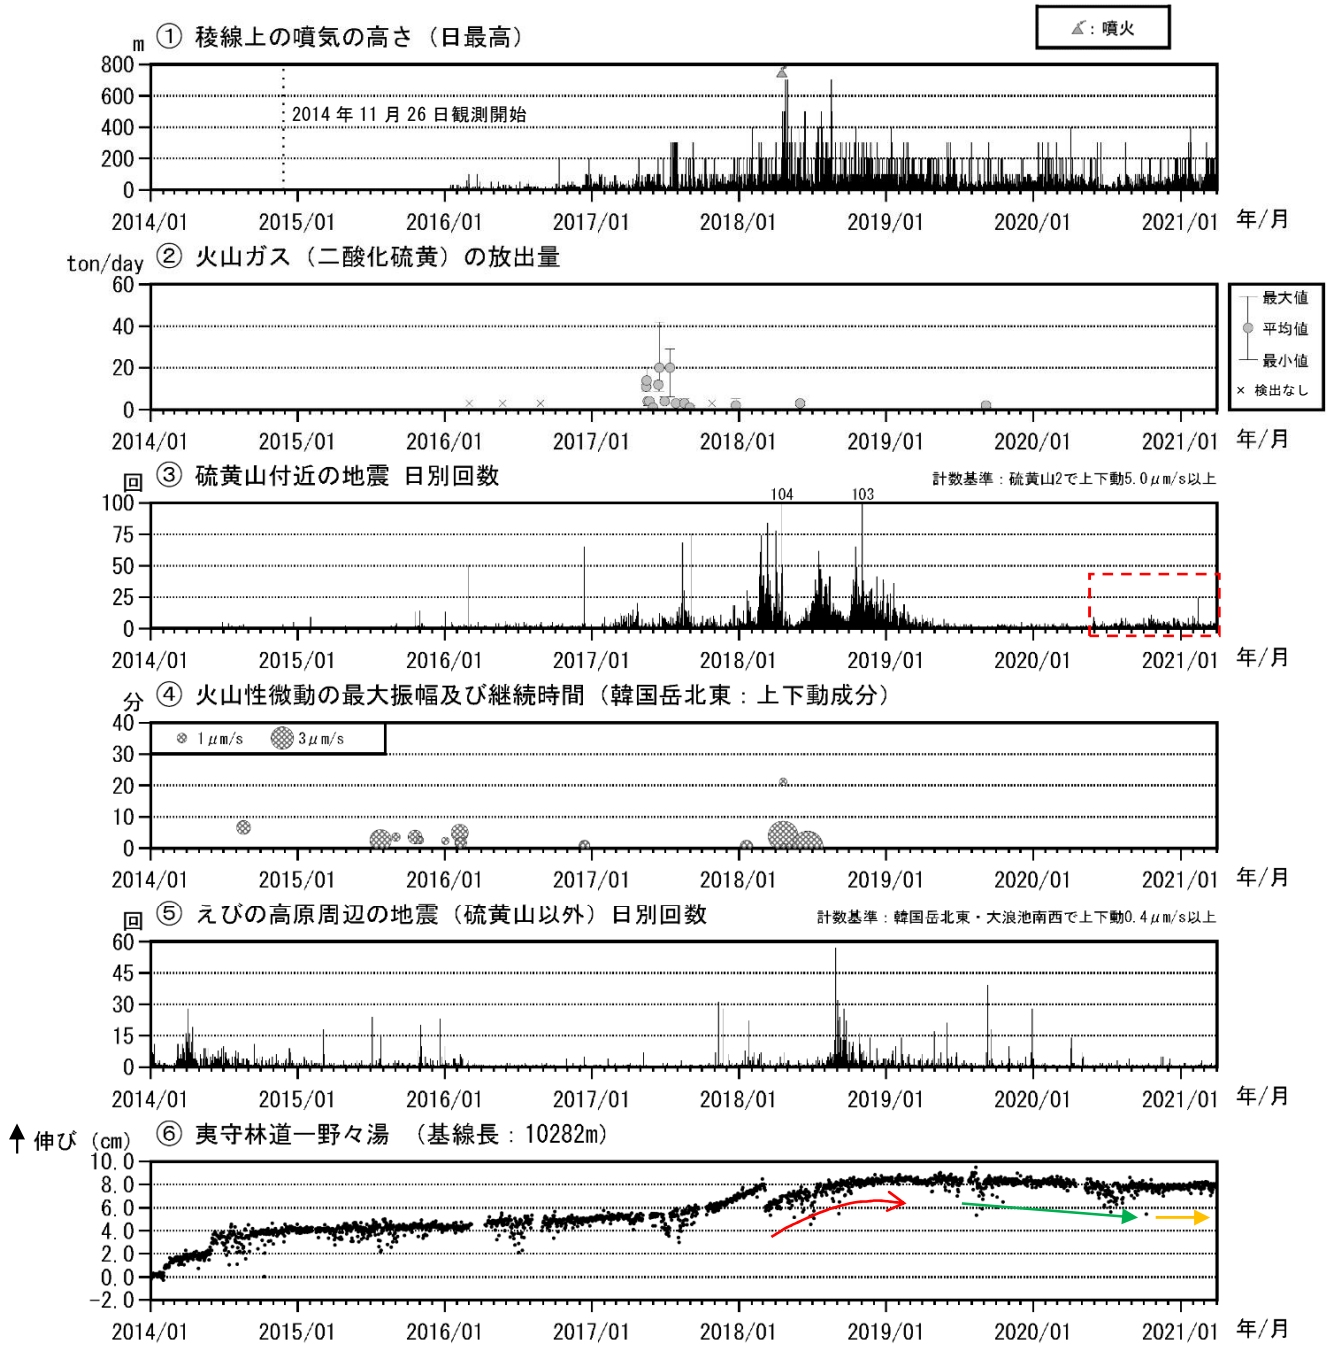 m ① 稜線上の噴気の高さ（日最高）
：噴火
800
600
400
200
0
2014年11月26日観測開始
2014/01 2015/01 2016/01 2017/01 2018/01 2019/01 2020/01 2021/01 年/月
ton/day ② 火山ガス（二酸化硫黄）の放出量
60
40
20
0
最大値
平均値
最小値
× 検出なし
2014/01 2015/01 2016/01 2017/01 2018/01 2019/01 2020/01 2021/01 年/月
回 ③ 硫黄山付近の地震 日別回数
計数基準：硫黄山2で上下動5.0μm/s以上
104 103
100
75
50
25
0
2014/01 2015/01 2016/01 2017/01 2018/01 2019/01 2020/01 2021/01 年/月
分 ④ 火山性微動の最大振幅及び継続時間（韓国岳北東：上下動成分）
40
30
20
10
0
1μm/s 3μm/s
2014/01 2015/01 2016/01 2017/01 2018/01 2019/01 2020/01 2021/01 年/月
回 ⑤ えびの高原周辺の地震（硫黄山以外）日別回数
計数基準：韓国岳北東・大浪池南西で上下動0.4μm/s以上
60
45
30
15
0
2014/01 2015/01 2016/01 2017/01 2018/01 2019/01 2020/01 2021/01 年/月
↑伸び (cm) ⑥ 夷守林道－野々湯 （基線長：10282m）
10.0
8.0
6.0
4.0
2.0
0.0
-2.0
2014/01 2015/01 2016/01 2017/01 2018/01 2019/01 2020/01 2021/01 年/月